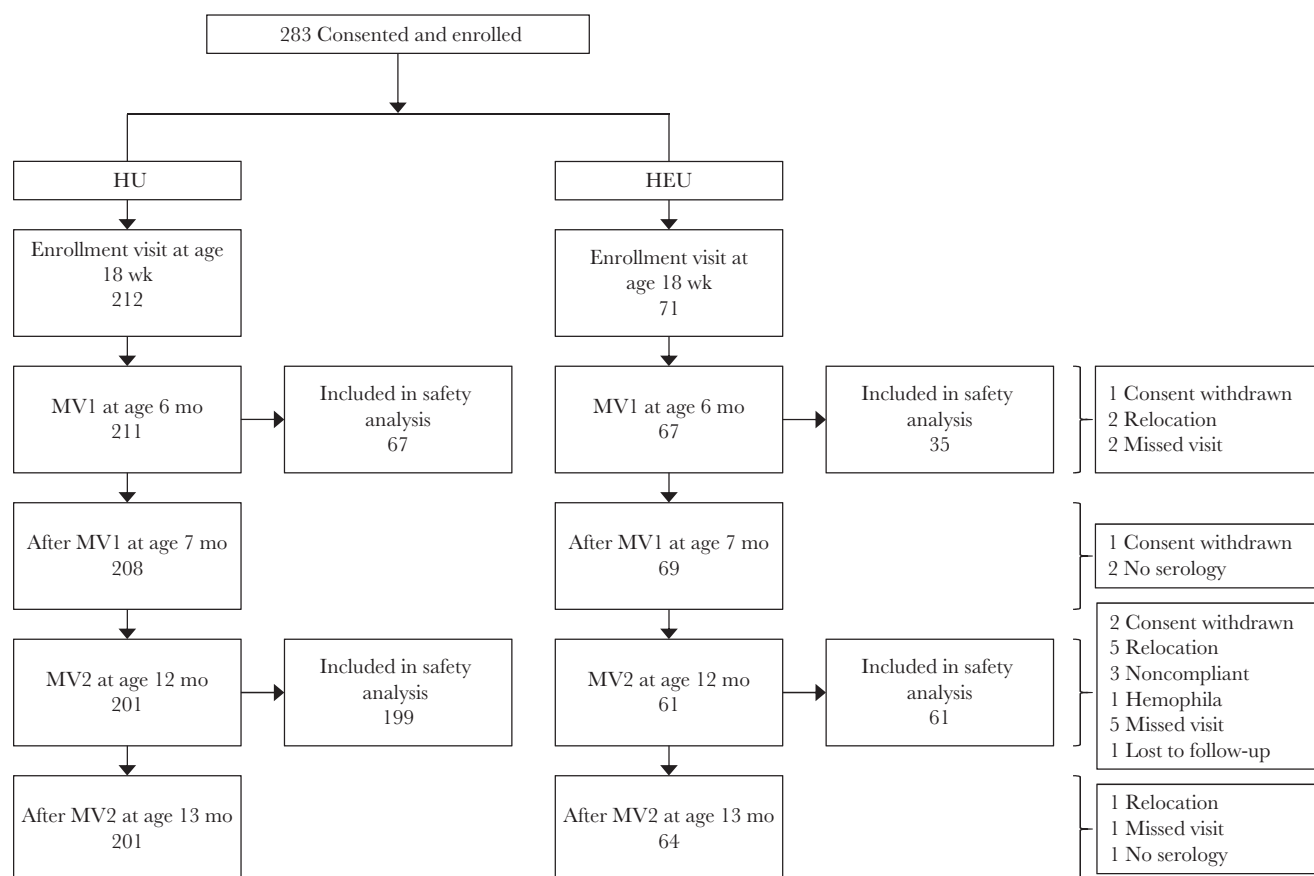 283 Consented and enrolled
HU
HEU
Enrollment visit at age
18 wk
212
Enrollment visit at
age 18 wk
71
MV1 at age 6 mo
211
Included in safety
analysis
67
MV1 at age 6 mo
67
Included in safety
analysis
35
1 Consent withdrawn
2 Relocation
2 Missed visit
After MV1 at age 7 mo
208
After MV1 at age 7 mo
69
1 Consent withdrawn
2 No serology
MV2 at age 12 mo
201
Included in safety
analysis
199
MV2 at age 12 mo
61
Included in safety
analysis
61
2 Consent withdrawn
5 Relocation
3 Noncompliant
1 Hemophila
5 Missed visit
1 Lost to follow-up
After MV2 at age 13 mo
201
After MV2 at age 13 mo
64
1 Relocation
1 Missed visit
1 No serology